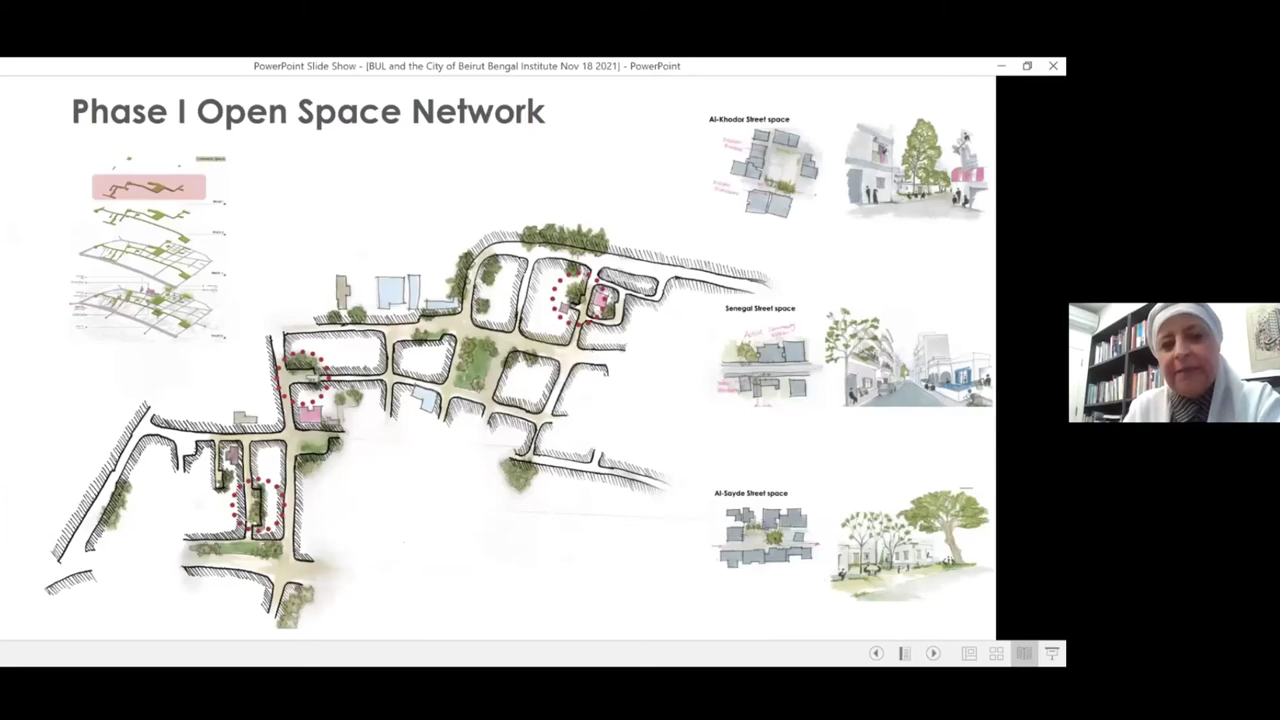 PowerPoint Slide Show - [BUL and the City of Beirut Bengal Institute Nov 18 2021] - PowerPoint
Phase I Open Space Network
Al-Khodor Street space
Senegal Street space
Al-Sayde Street space